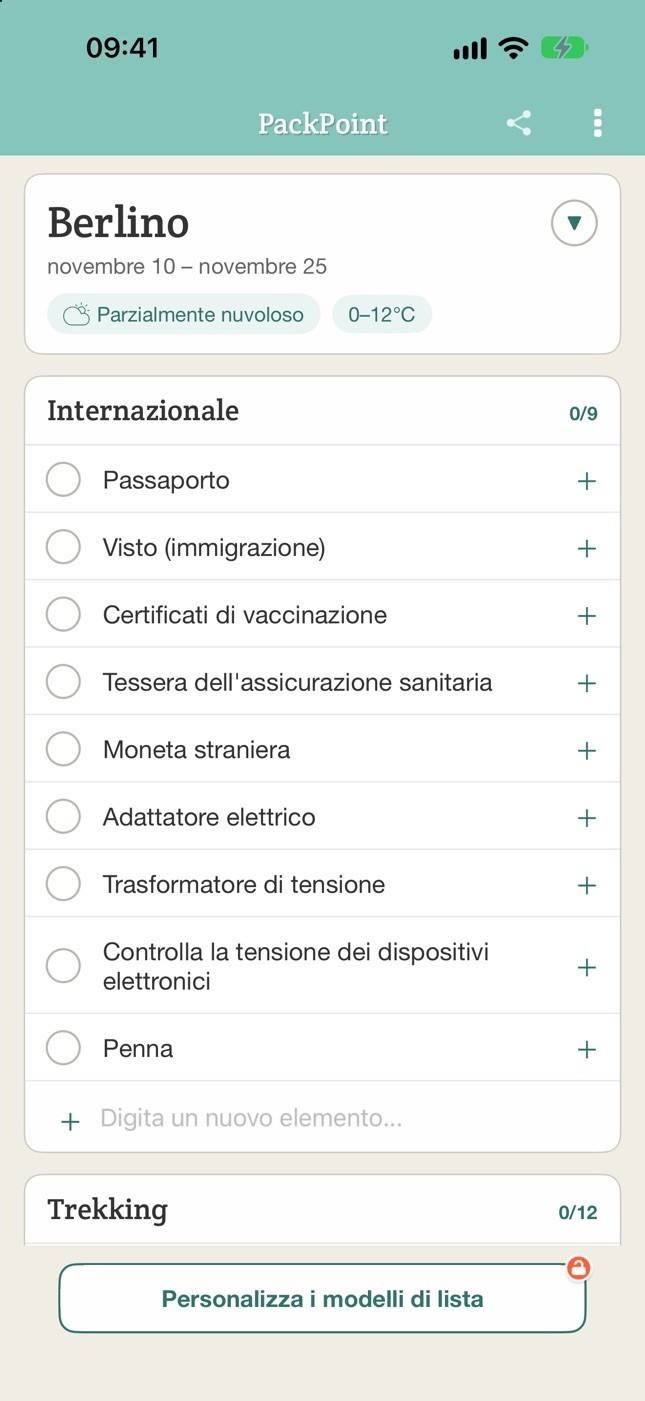 09:41
PackPoint
Berlino
novembre 10 – novembre 25
Parzialmente nuvoloso
0–12°C
Internazionale
0/9
Passaporto
Visto (immigrazione)
Certificati di vaccinazione
Tessera dell'assicurazione sanitaria
Moneta straniera
Adattatore elettrico
Trasformatore di tensione
Controlla la tensione dei dispositivi
elettronici
Penna
Digita un nuovo elemento...
Trekking
0/12
Personalizza i modelli di lista